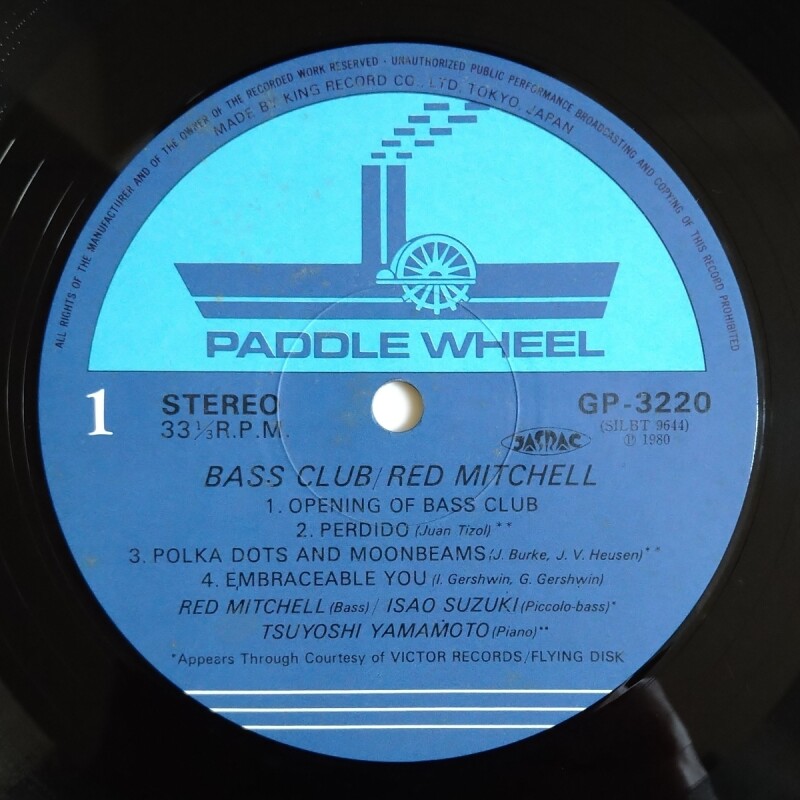 ALL RIGHTS OF THE MANUFACTURER AND OF THE OWNER OF THE RECORDED WORK RESERVED · UNAUTHORIZED PUBLIC PERFORMANCE BROADCASTING AND COPYING OF THIS RECORD PROHIBITED
MADE BY KING RECORD CO., LTD. TOKYO, JAPAN
PADDLE WHEEL
1
STEREO
33⅓R.P.M.
GP-3220
(SILBT 9644)
JASRAC
Ⓟ 1980
BASS CLUB/RED MITCHELL
1. OPENING OF BASS CLUB
2. PERDIDO (Juan Tizol)**
3. POLKA DOTS AND MOONBEAMS (J. Burke, J. V. Heusen)**
4. EMBRACEABLE YOU (I. Gershwin, G. Gershwin)
RED MITCHELL (Bass) / ISAO SUZUKI (Piccolo-bass)*
TSUYOSHI YAMAMOTO (Piano)**
*Appears Through Courtesy of VICTOR RECORDS/FLYING DISK